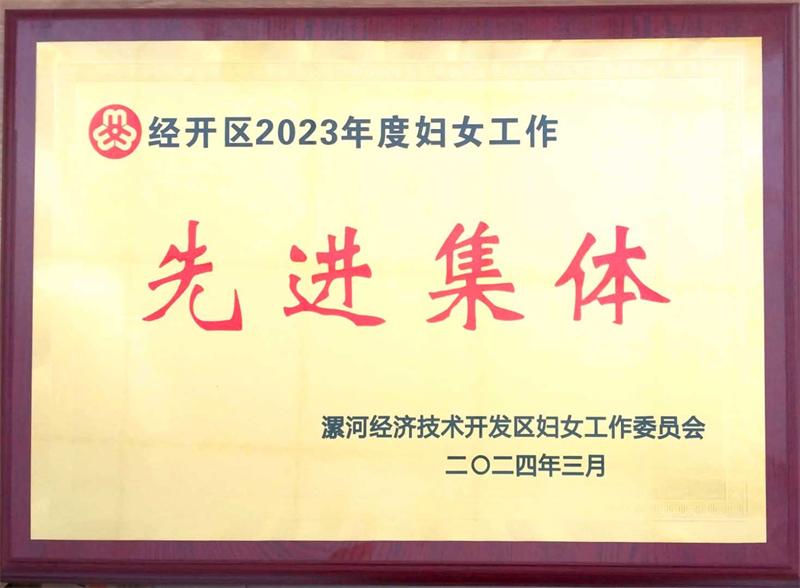 经开区2023年度妇女工作
先进集体
漯河经济技术开发区妇女工作委员会
二〇二四年三月